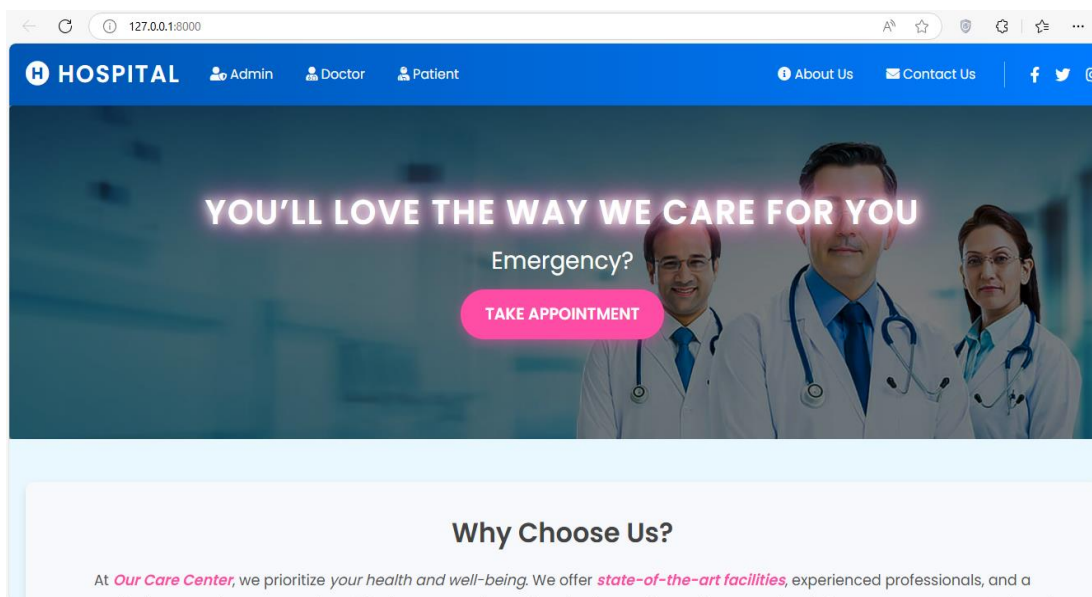 127.0.0.1:8000
H HOSPITAL Admin Doctor Patient About Us Contact Us
YOU’LL LOVE THE WAY WE CARE FOR YOU
Emergency?
TAKE APPOINTMENT
Why Choose Us?
At Our Care Center, we prioritize your health and well-being. We offer state-of-the-art facilities, experienced professionals, and a